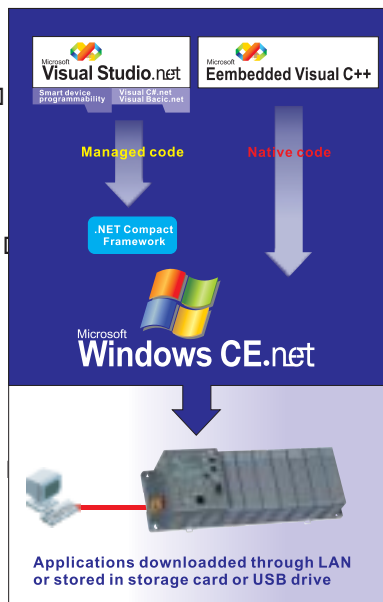 Microsoft
Visual Studio.net
Smart device
programmability
Visual C#.net
Visual Bacic.net
Microsoft
Eembedded Visual C++
Managed code
Native code
.NET Compact
Framework
Microsoft
Windows CE.net
Applications downloadded through LAN
or stored in storage card or USB drive